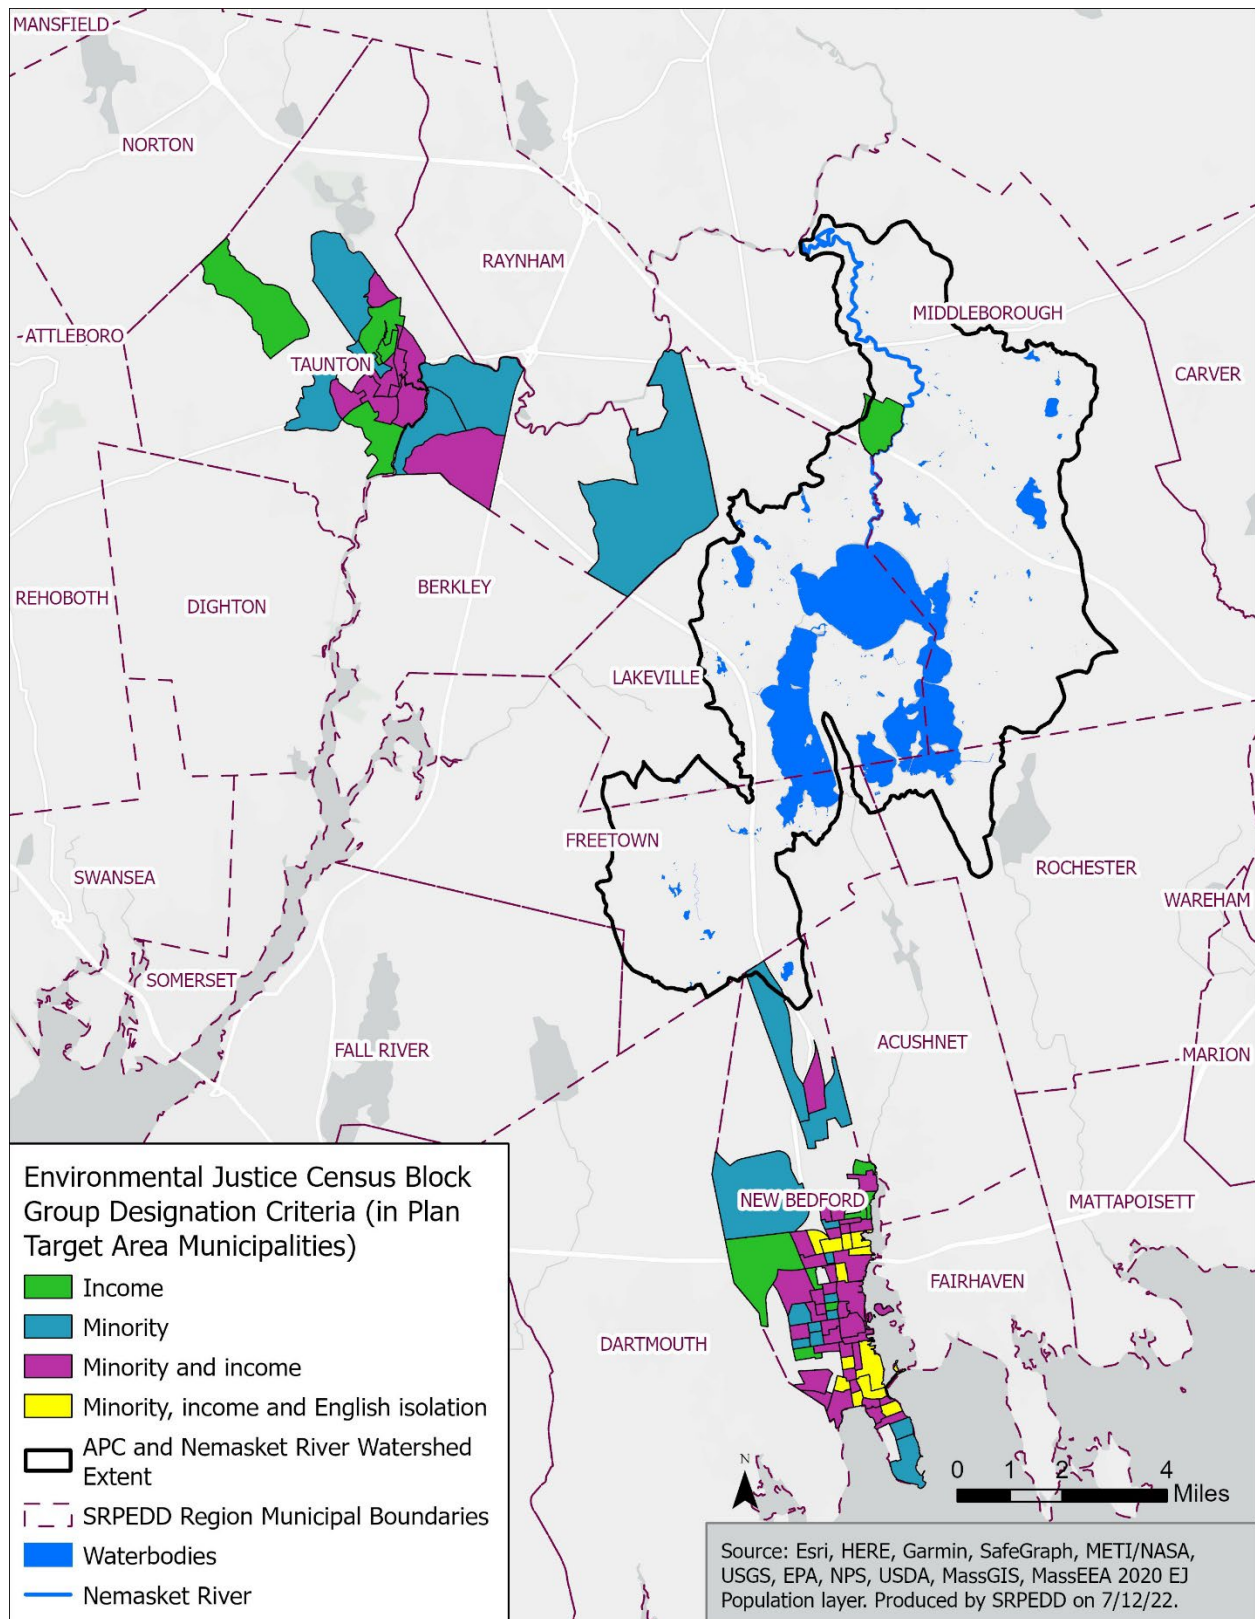 MANSFIELD
NORTON
RAYNHAM
MIDDLEBOROUGH
ATTLEBORO
TAUNTON
CARVER
BERKLEY
REHOBOTH
DIGHTON
LAKEVILLE
FREETOWN
ROCHESTER
SWANSEA
WAREHAM
SOMERSET
ACUSHNET
FALL RIVER
MARION
NEW BEDFORD
MATTAPOISETT
FAIRHAVEN
DARTMOUTH
Environmental Justice Census Block
Group Designation Criteria (in Plan
Target Area Municipalities)
Income
Minority
Minority and income
Minority, income and English isolation
APC and Nemasket River Watershed
Extent
SRPEDD Region Municipal Boundaries
Waterbodies
Nemasket River
N
0 1 2 4
Miles
Source: Esri, HERE, Garmin, SafeGraph, METI/NASA,
USGS, EPA, NPS, USDA, MassGIS, MassEEA 2020 EJ
Population layer. Produced by SRPEDD on 7/12/22.